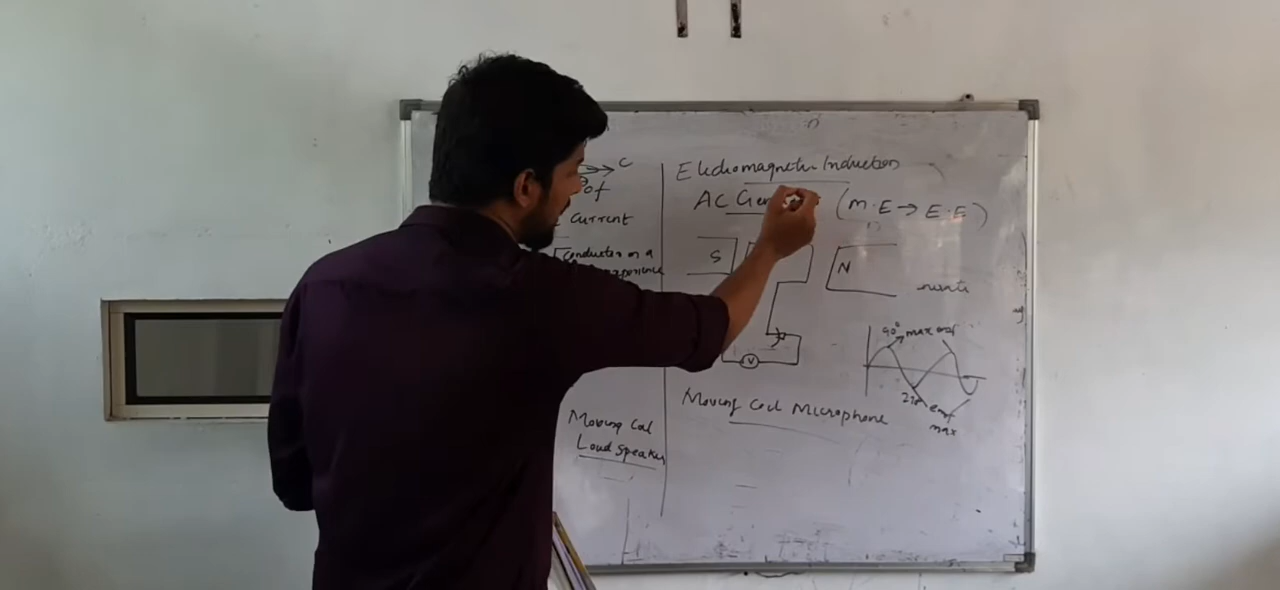 C
of
Current
Conductor on a
experience
Moving Coil
Loud Speaker
Electromagnetic Induction
AC Gen
(M.E → E.E)
S
N
V
90° max emf
emf
max
Moving Coil Microphone